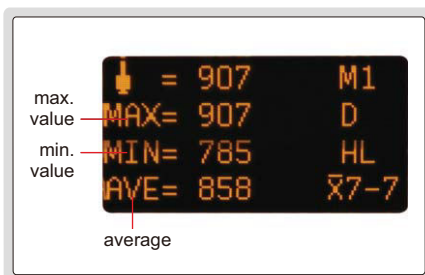 = 907 M1
max. value
MAX= 907 D
min. value
MIN= 785 HL
AVE= 858 X̅7-7
average